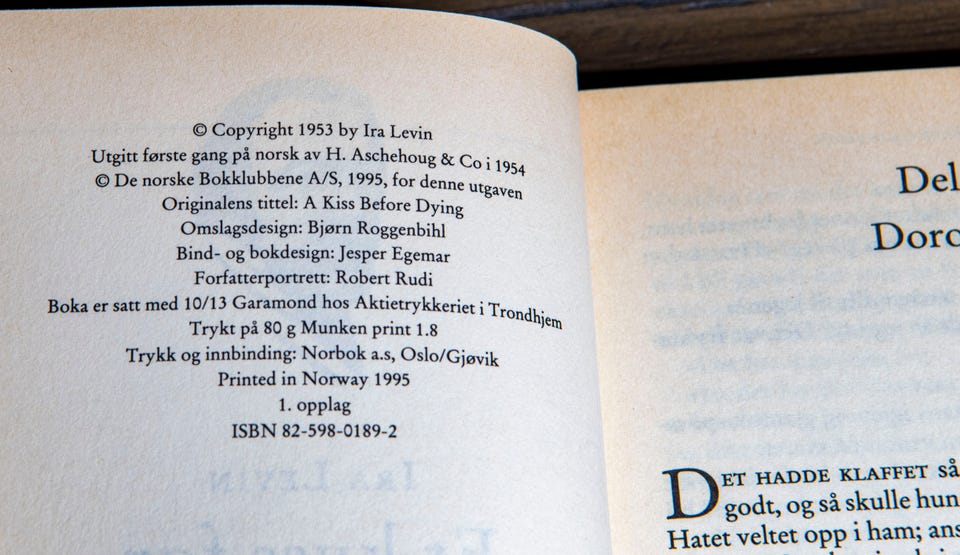 © Copyright 1953 by Ira Levin
Utgitt første gang på norsk av H. Aschehoug & Co i 1954
© De norske Bokklubbene A/S, 1995, for denne utgaven
Originalens tittel: A Kiss Before Dying
Omslagsdesign: Bjørn Roggenbihl
Bind- og bokdesign: Jesper Egemar
Forfatterportrett: Robert Rudi
Boka er satt med 10/13 Garamond hos Aktietrykkeriet i Trondhjem
Trykt på 80 g Munken print 1.8
Trykk og innbinding: Norbok a.s, Oslo/Gjøvik
Printed in Norway 1995
1. opplag
ISBN 82-598-0189-2
IRA LEVIN
Del
Doro
DET HADDE KLAFFET så
godt, og så skulle hun
Hatet veltet opp i ham; ans